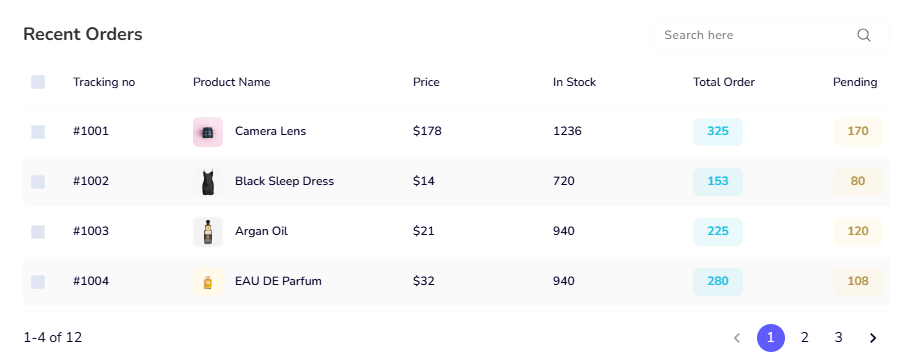 Recent Orders
Search here
Tracking no Product Name Price In Stock Total Order Pending
#1001 Camera Lens $178 1236 325 170
#1002 Black Sleep Dress $14 720 153 80
#1003 Argan Oil $21 940 225 120
#1004 EAU DE Parfum $32 940 280 108
1-4 of 12
1 2 3